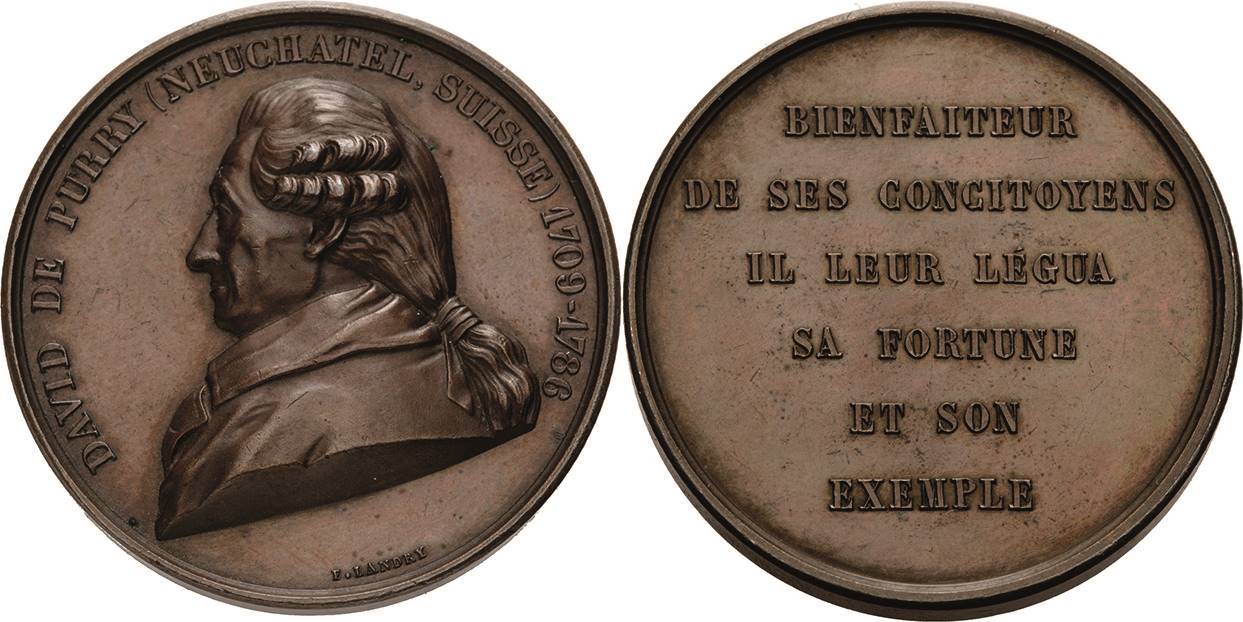 DAVID DE PURRY (NEUCHATEL, SUISSE) 1709-1786
F. LANDRY
BIENFAITEUR
DE SES CONCITOYENS
IL LEUR LÉGUA
SA FORTUNE
ET SON
EXEMPLE